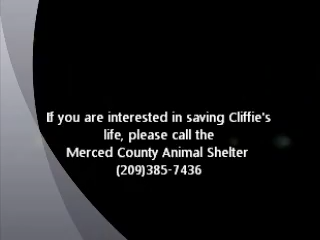 If you are interested in saving Cliffie's
life, please call the
Merced County Animal Shelter
(209)385-7436